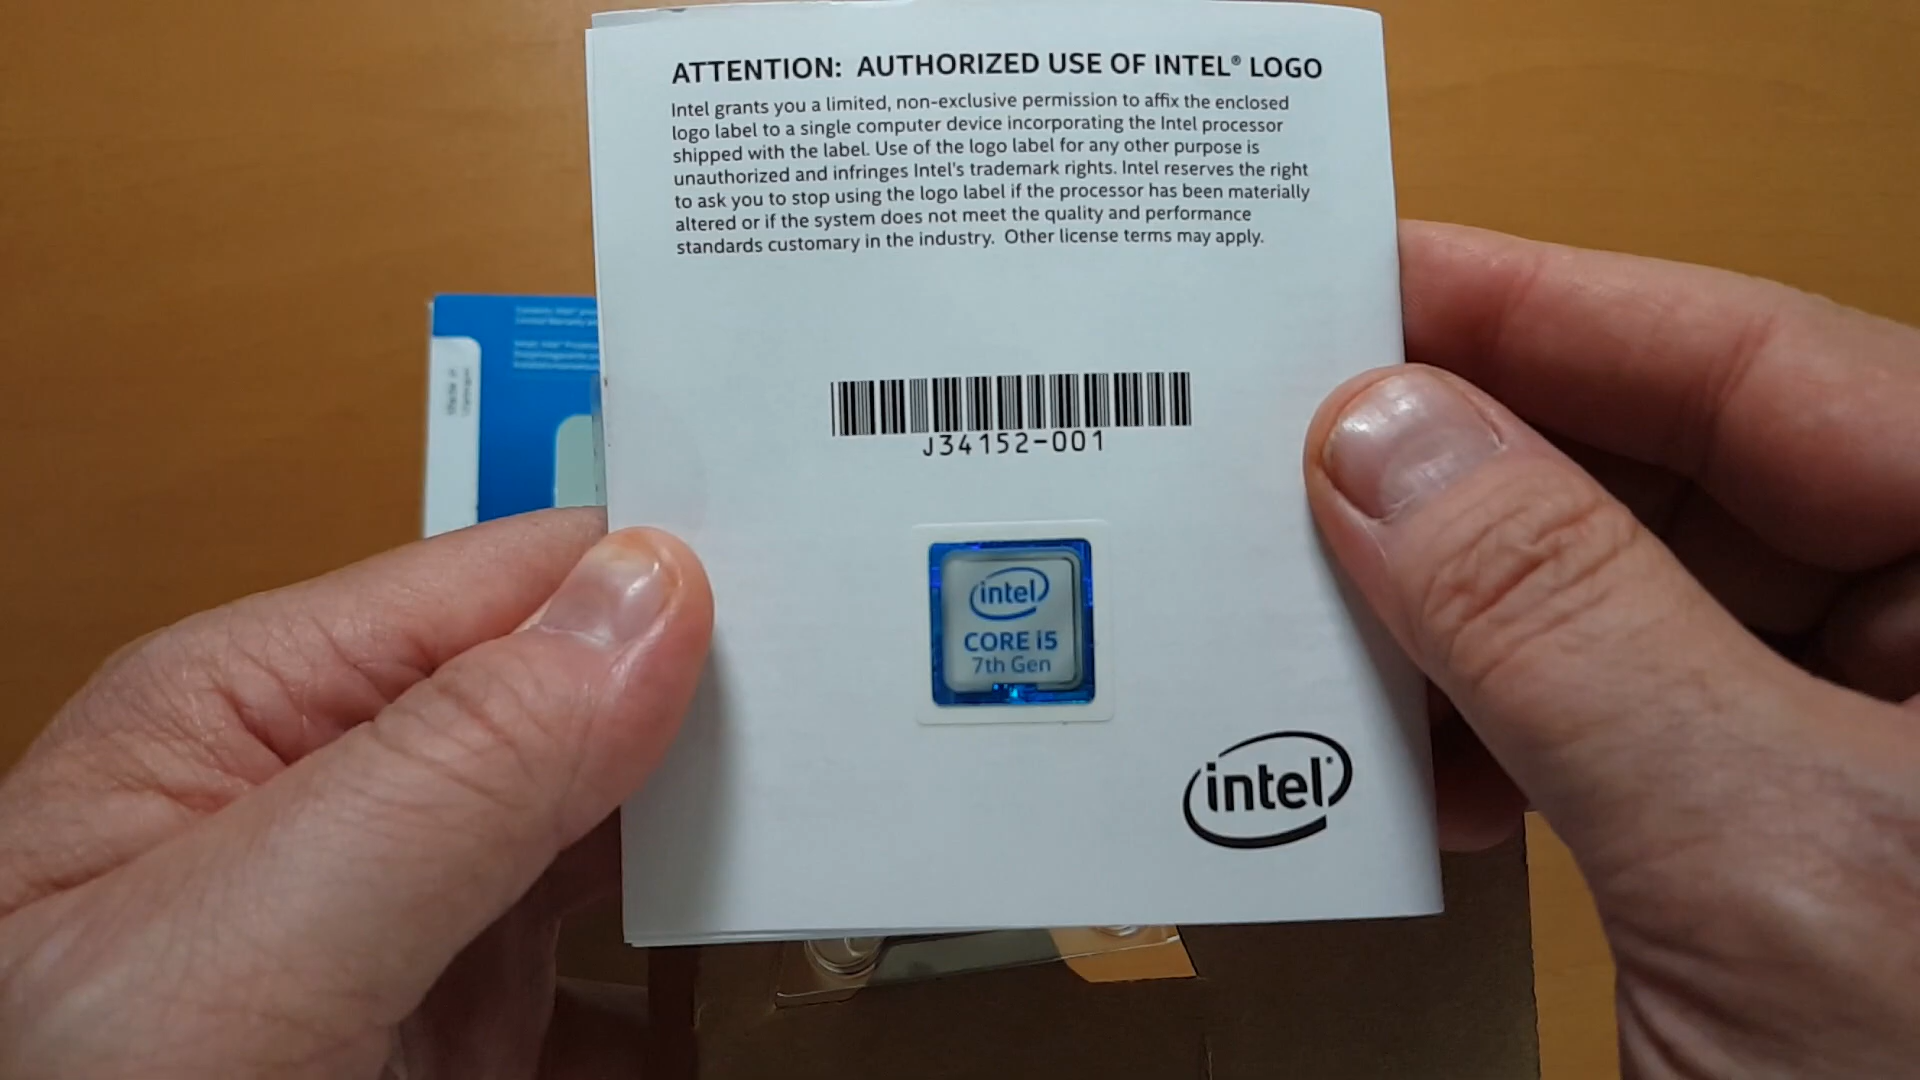 ATTENTION: AUTHORIZED USE OF INTEL® LOGO
Intel grants you a limited, non-exclusive permission to affix the enclosed
logo label to a single computer device incorporating the Intel processor
shipped with the label. Use of the logo label for any other purpose is
unauthorized and infringes Intel's trademark rights. Intel reserves the right
to ask you to stop using the logo label if the processor has been materially
altered or if the system does not meet the quality and performance
standards customary in the industry. Other license terms may apply.
J34152-001
intel
CORE i5
7th Gen
intel®